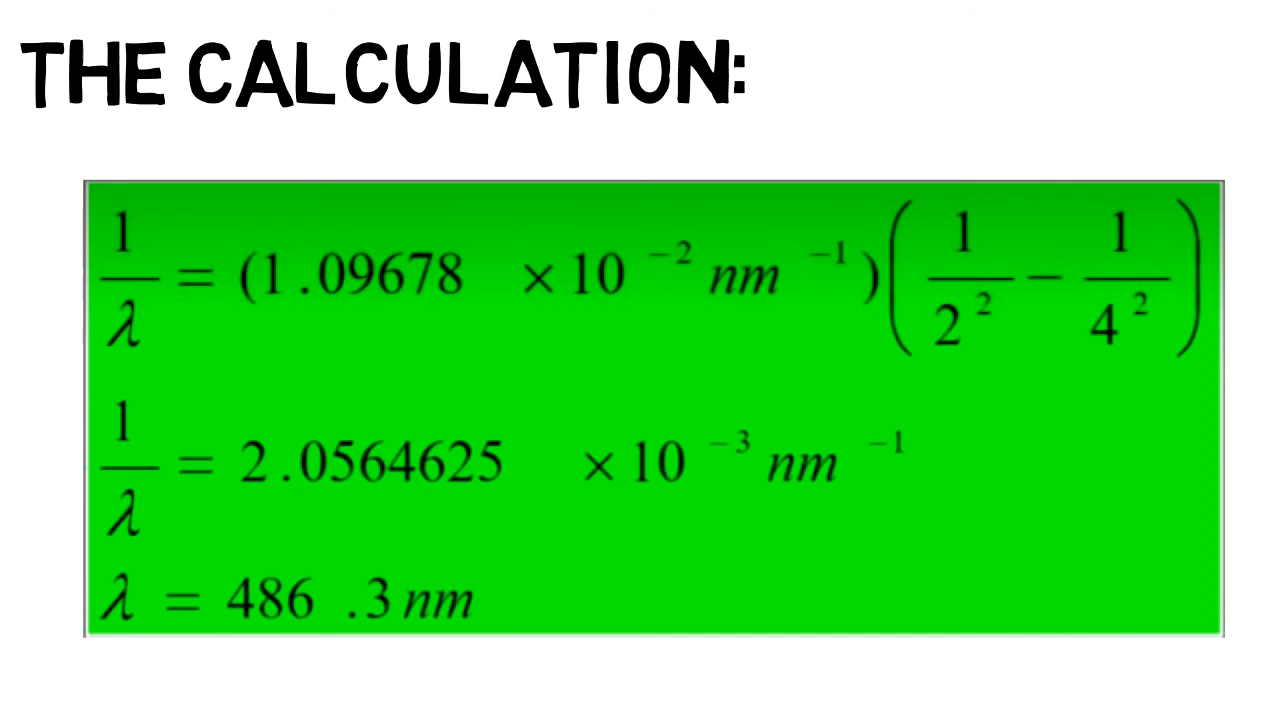 THE CALCULATION:
1/λ = (1.09678 × 10⁻² nm⁻¹)(1/2² − 1/4²)
1/λ = 2.0564625 × 10⁻³ nm⁻¹
λ = 486.3 nm